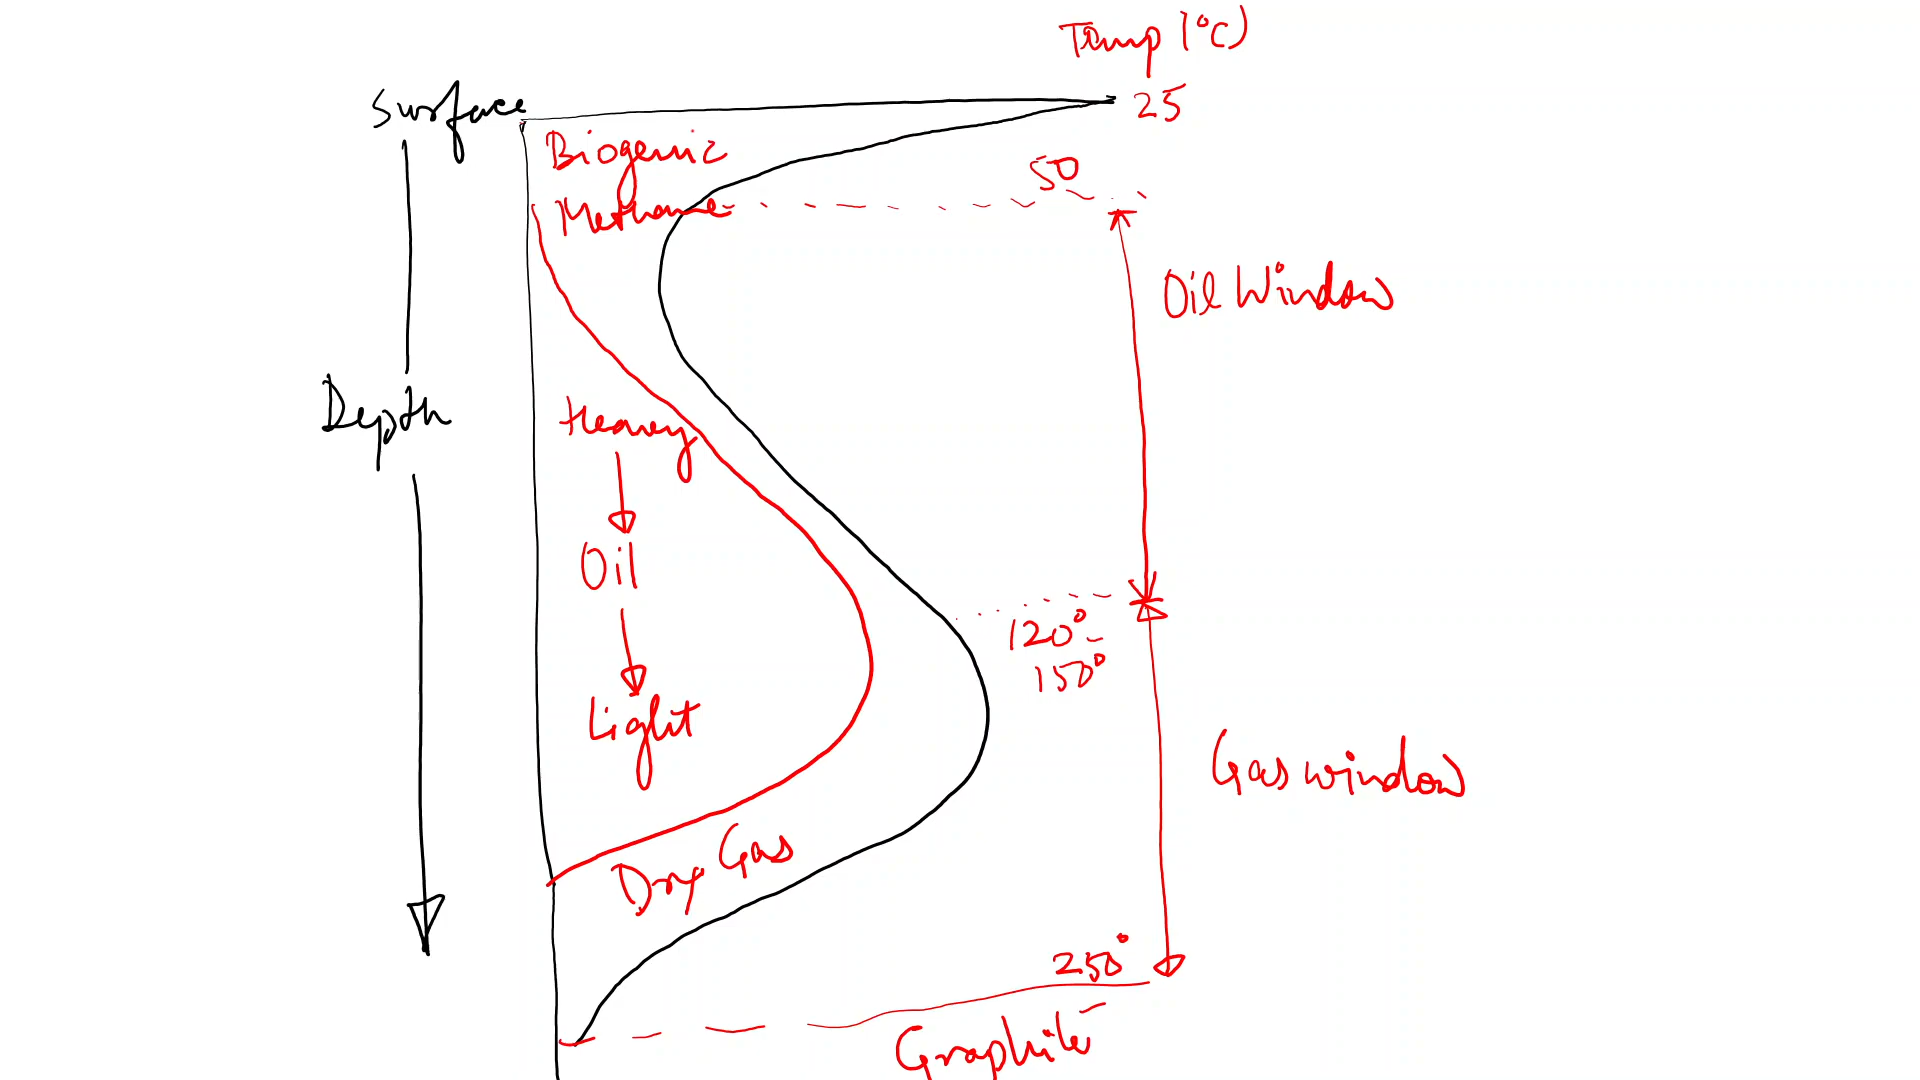 Temp (°C)
Surface
25
Biogenic
50
Methane
Oil Window
Depth
Heavy
Oil
120°-
150°
Light
Gas window
Dry Gas
250°
Graphite